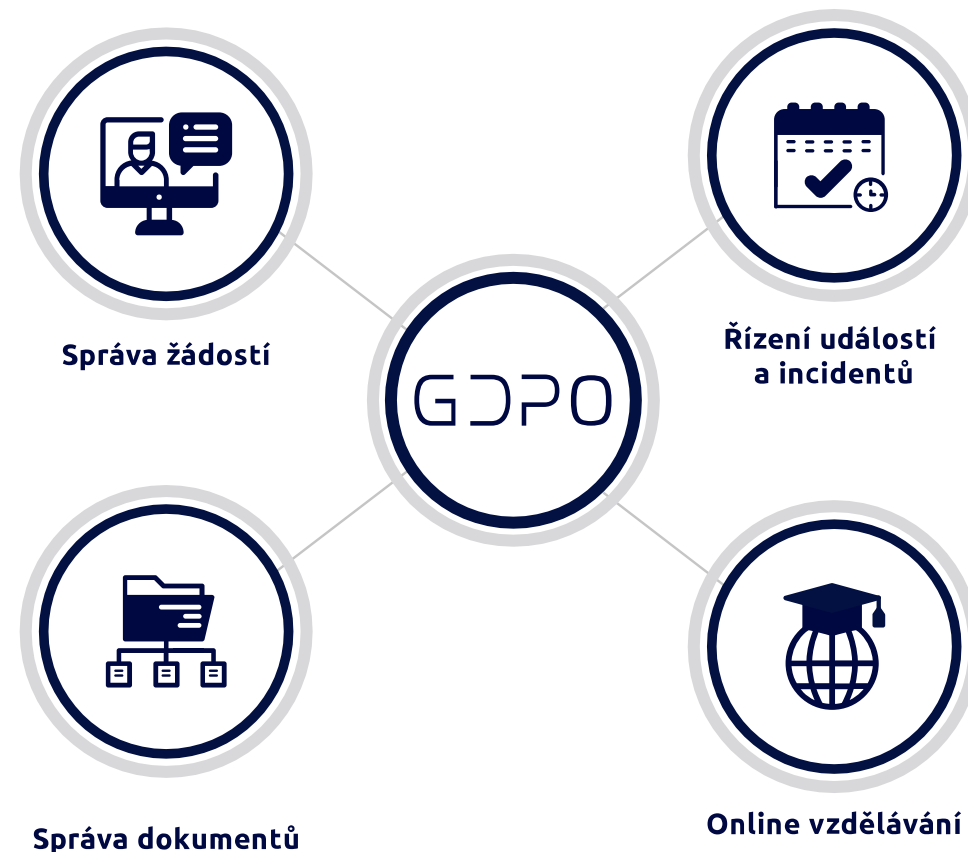 Správa žádostí
Řízení událostí
a incidentů
GDPO
Správa dokumentů
Online vzdělávání